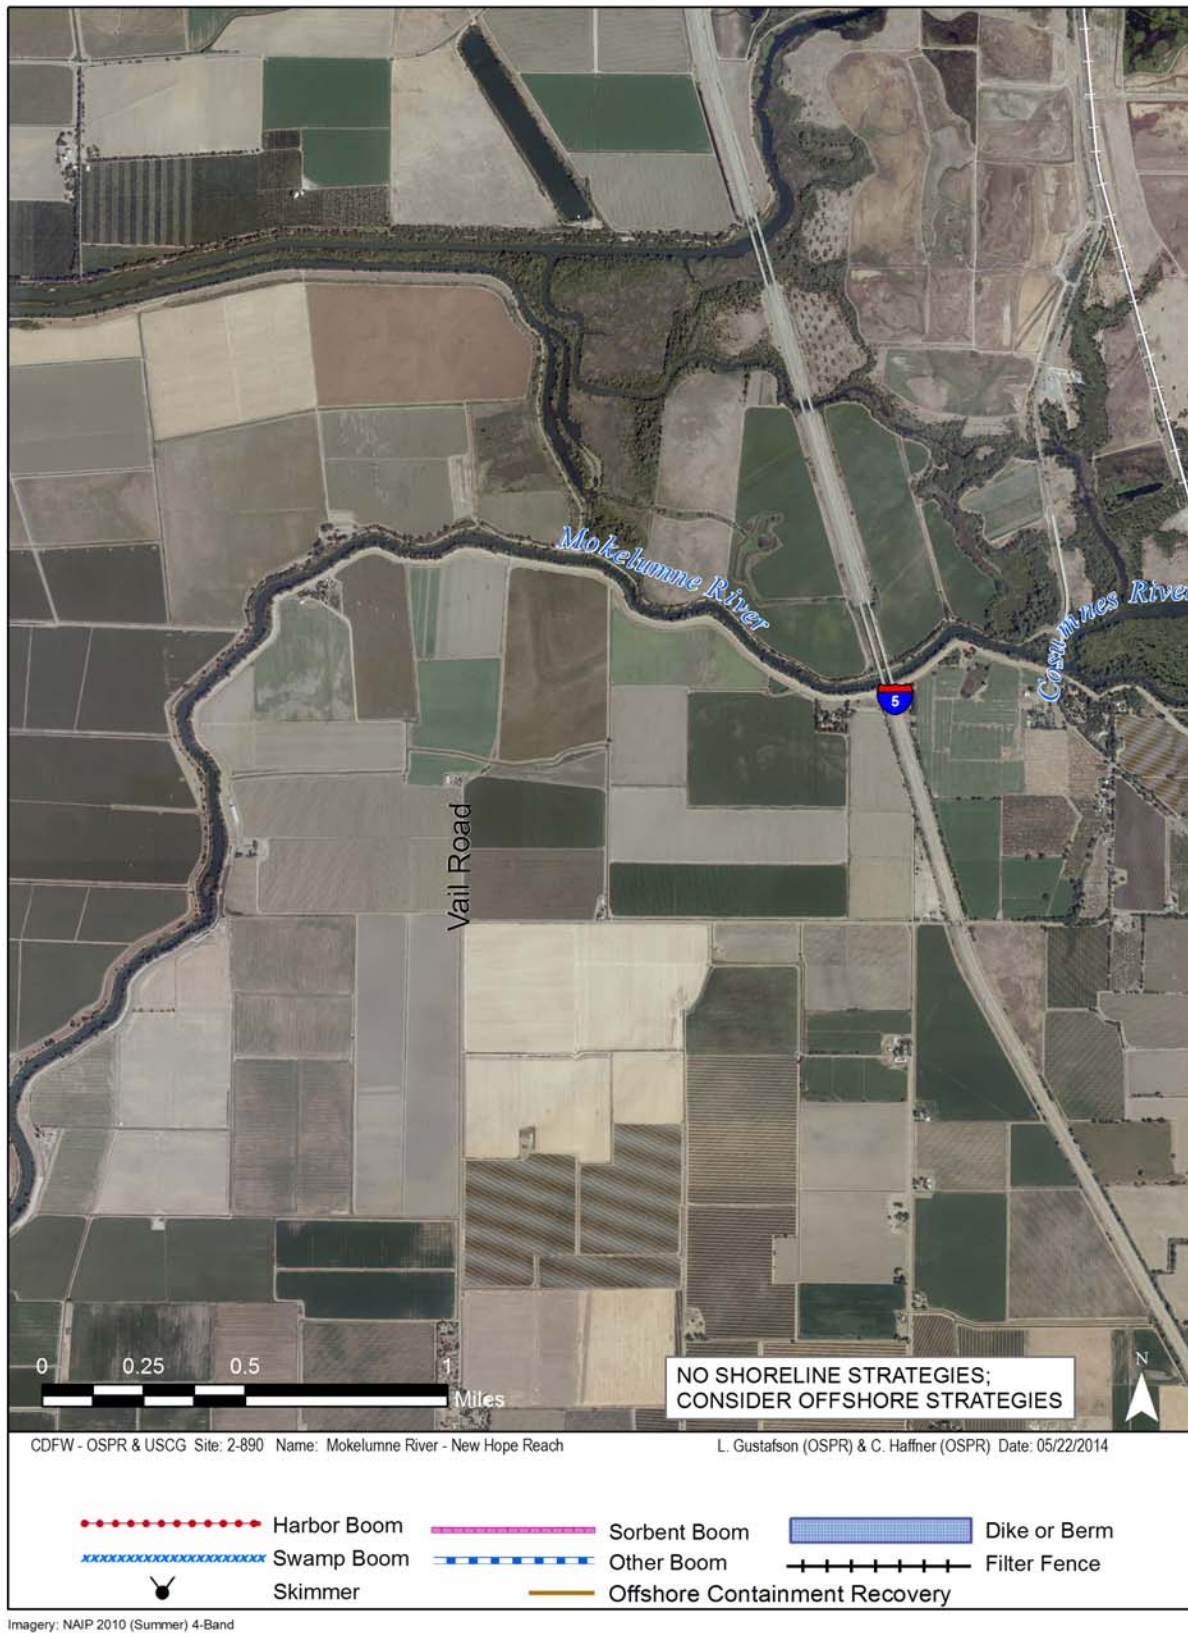 Mokelumne River
Cosumnes River
5
Vail Road
0 0.25 0.5 1
Miles
NO SHORELINE STRATEGIES;
CONSIDER OFFSHORE STRATEGIES
N
CDFW - OSPR & USCG Site: 2-890 Name: Mokelumne River - New Hope Reach
L. Gustafson (OSPR) & C. Haffner (OSPR) Date: 05/22/2014
Harbor Boom
Swamp Boom
Skimmer
Sorbent Boom
Other Boom
Offshore Containment Recovery
Dike or Berm
Filter Fence
Imagery: NAIP 2010 (Summer) 4-Band